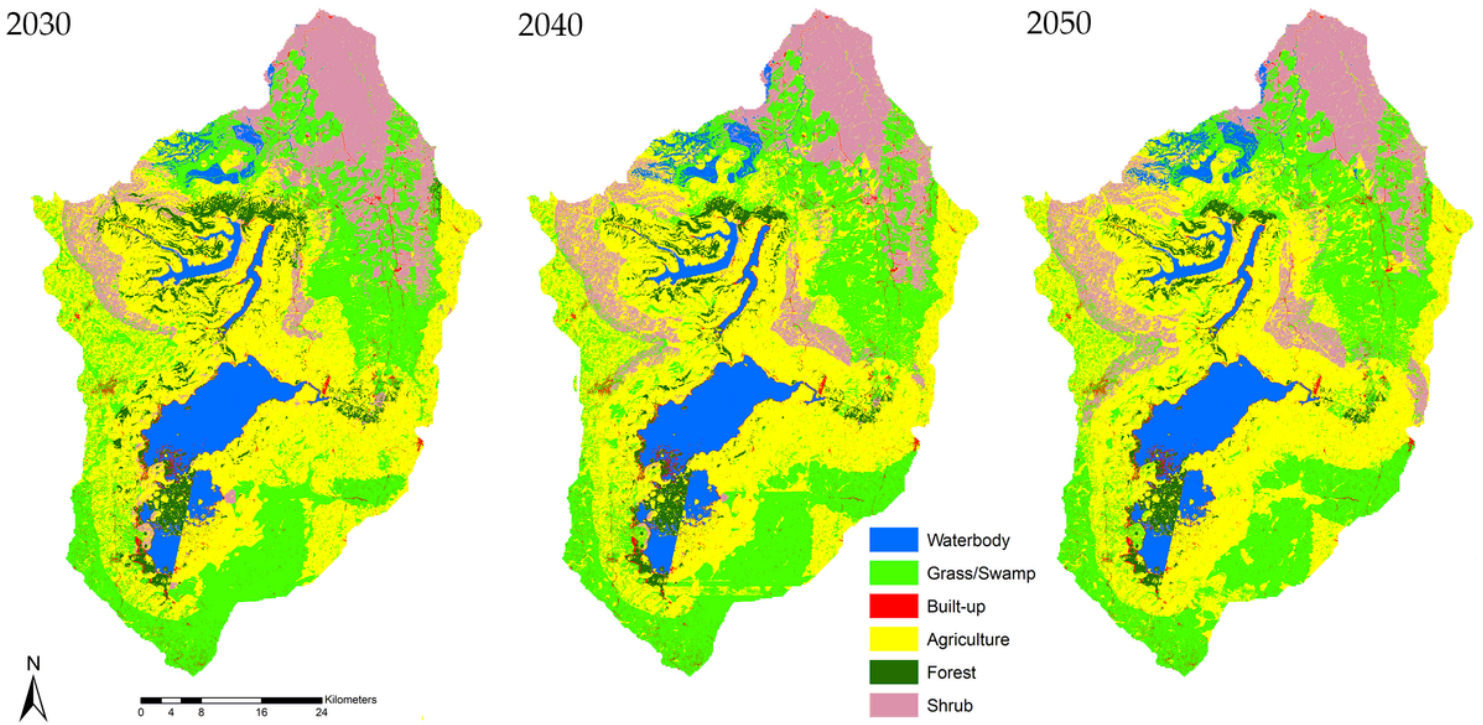 2030
2040
2050
Waterbody
Grass/Swamp
Built-up
Agriculture
Forest
Shrub
N
Kilometers
0 4 8 16 24